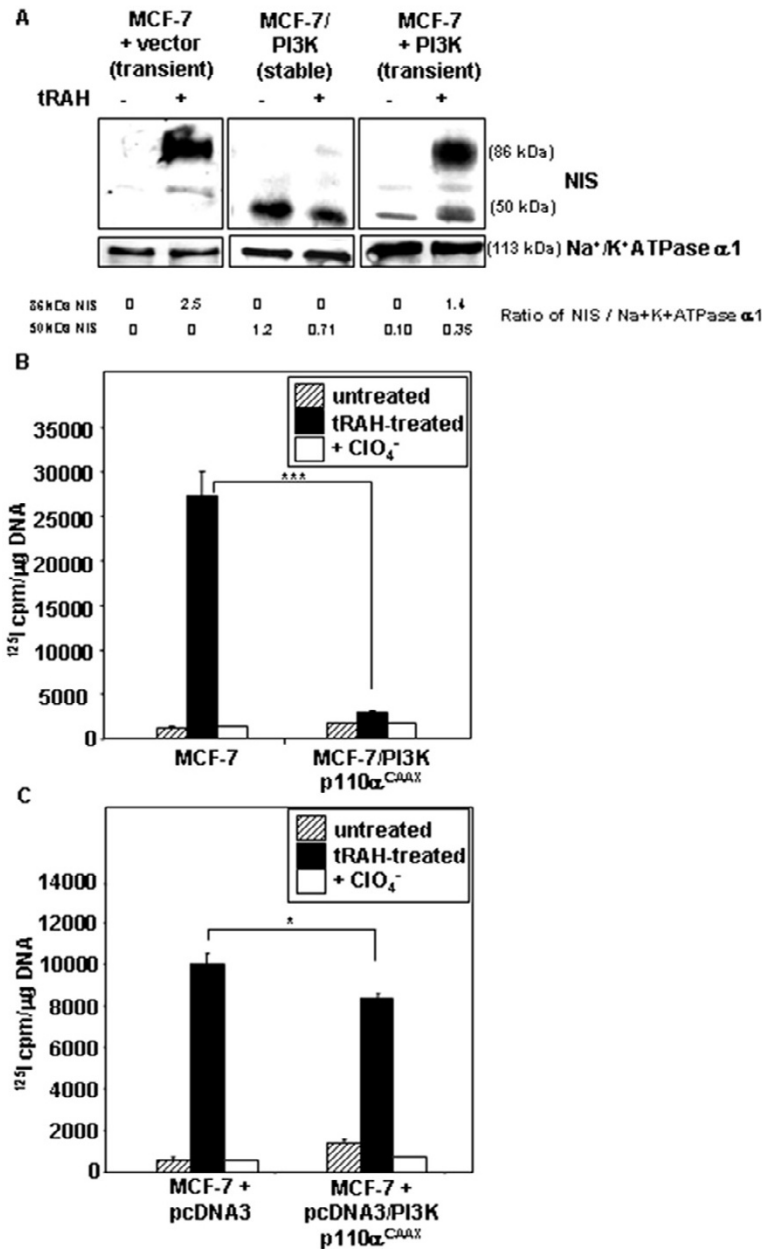 A
MCF-7 + vector (transient)
MCF-7/ PI3K (stable)
MCF-7 + PI3K (transient)
tRAH - + - + - +
(86 kDa)
NIS
(50 kDa)
(113 kDa) Na⁺/K⁺ATPase α1
86kDa NIS 0 2.5 0 0 0 1.4
50kDa NIS 0 0 1.2 0.71 0.10 0.35
Ratio of NIS / Na+K+ATPase α1
B
untreated
tRAH-treated
+ ClO₄⁻
***
35000
30000
25000
20000
15000
10000
5000
0
¹²⁵I cpm/µg DNA
MCF-7
MCF-7/PI3K
p110α CAAX
C
untreated
tRAH-treated
+ ClO₄⁻
*
14000
12000
10000
8000
6000
4000
2000
0
¹²⁵I cpm/µg DNA
MCF-7 +
pcDNA3
MCF-7 +
pcDNA3/PI3K
p110α CAAX